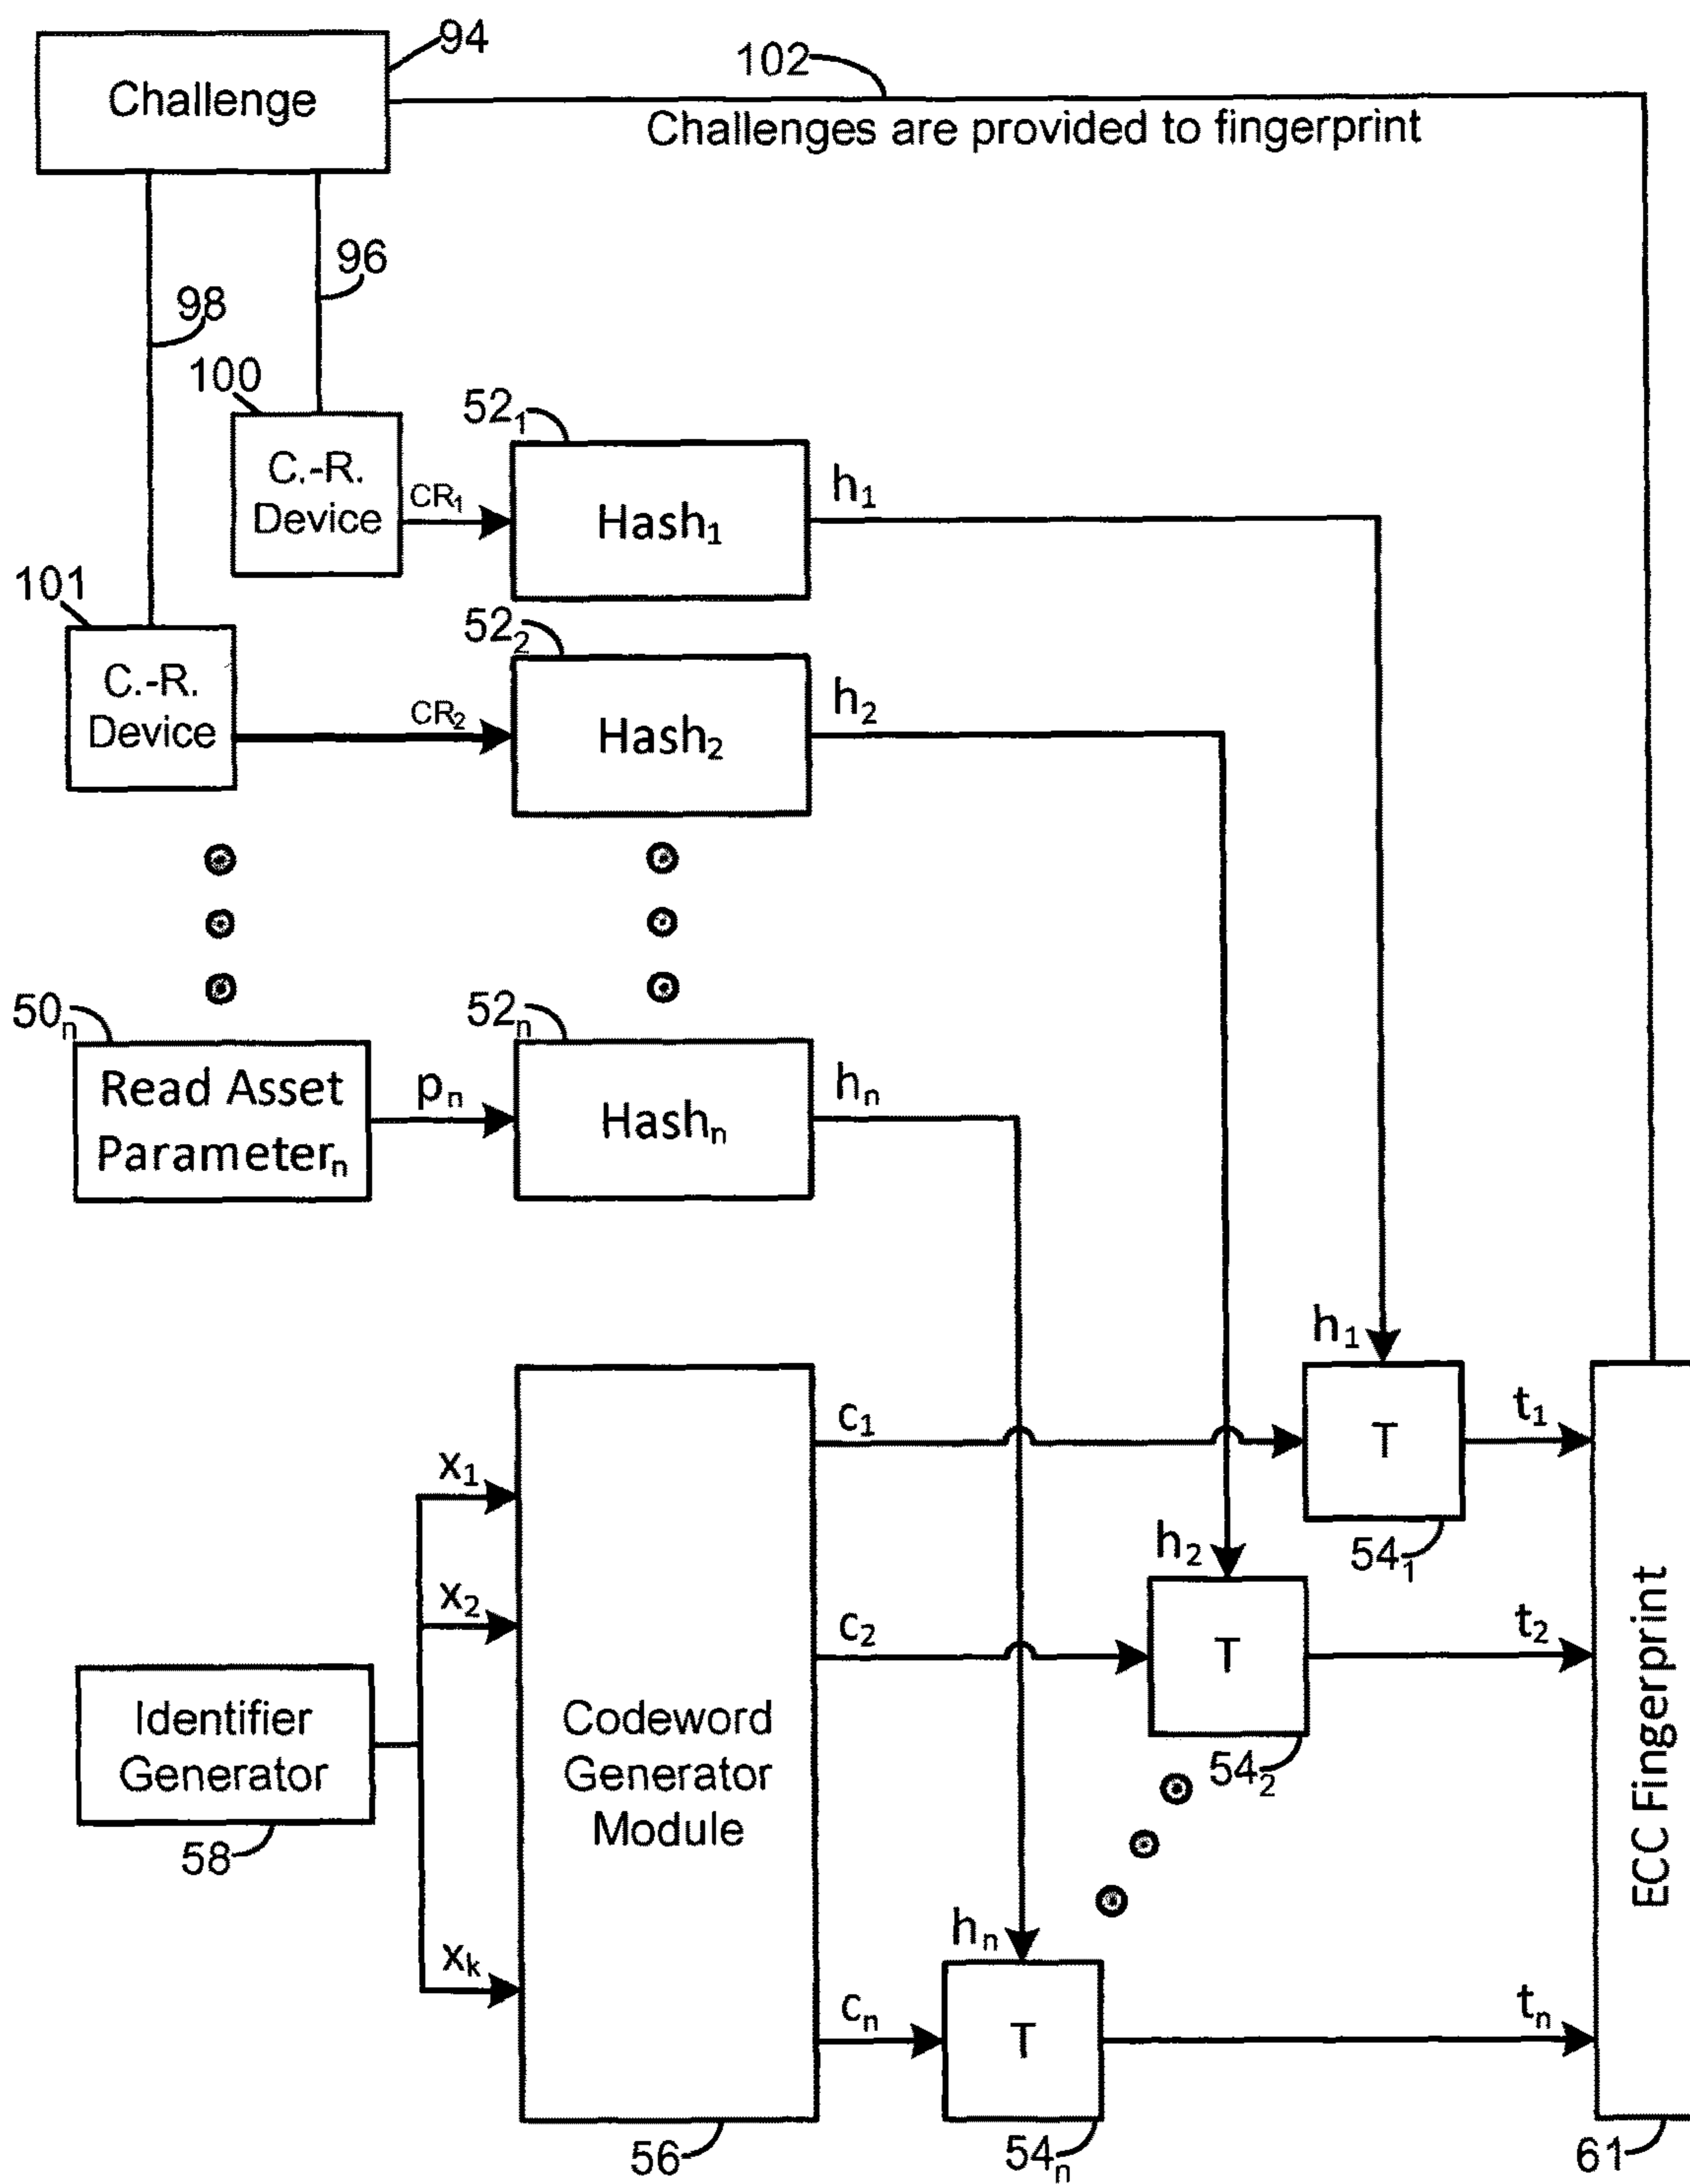 94
Challenge
102
Challenges are provided to fingerprint
96
98
100
C.-R.
Device
CR₁
52₁
Hash₁
h₁
101
C.-R.
Device
CR₂
52₂
Hash₂
h₂
50ₙ
Read Asset
Parameterₙ
pₙ
52ₙ
Hashₙ
hₙ
h₁
T
t₁
54₁
c₁
x₁
h₂
T
t₂
54₂
c₂
x₂
Identifier
Generator
58
Codeword
Generator
Module
56
xₖ
hₙ
cₙ
T
tₙ
54ₙ
ECC Fingerprint
61